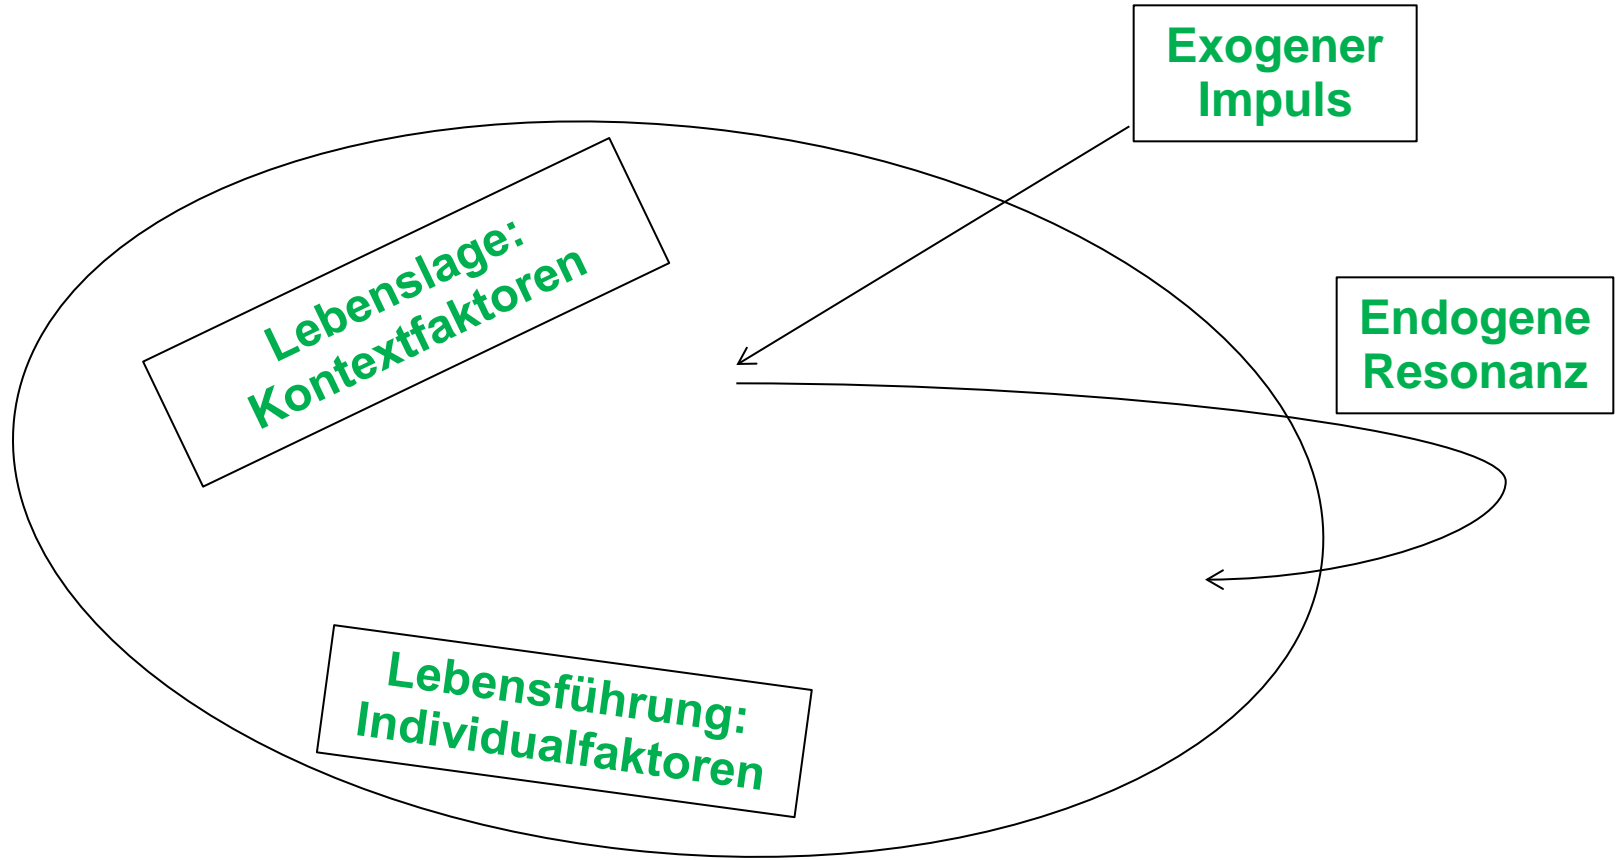 Exogener
Impuls
Lebenslage:
Kontextfaktoren
Endogene
Resonanz
Lebensführung:
Individualfaktoren